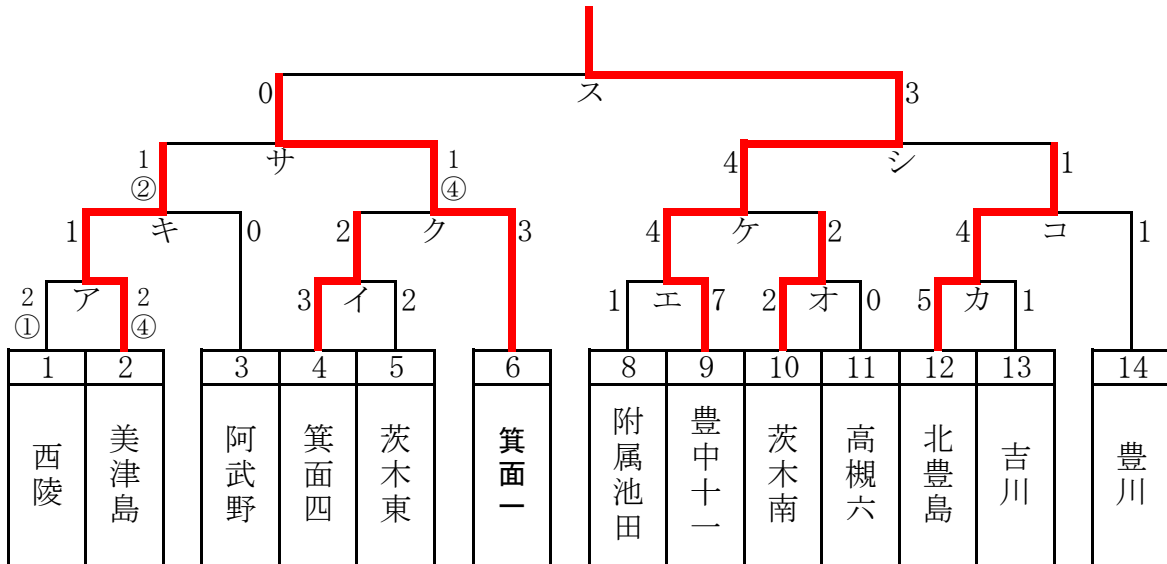 0 ス 3
1 サ 1 4 シ 1
② ④
1 キ 0 2 ク 3 4 ケ 2 4 コ 1
2 ア 2 3 イ 2 1 エ 7 2 オ 0 5 カ 1
① ④
1 2 3 4 5 6 8 9 10 11 12 13 14
西陵
美津島
阿武野
箕面四
茨木東
箕面一
附属池田
豊中十一
茨木南
高槻六
北豊島
吉川
豊川